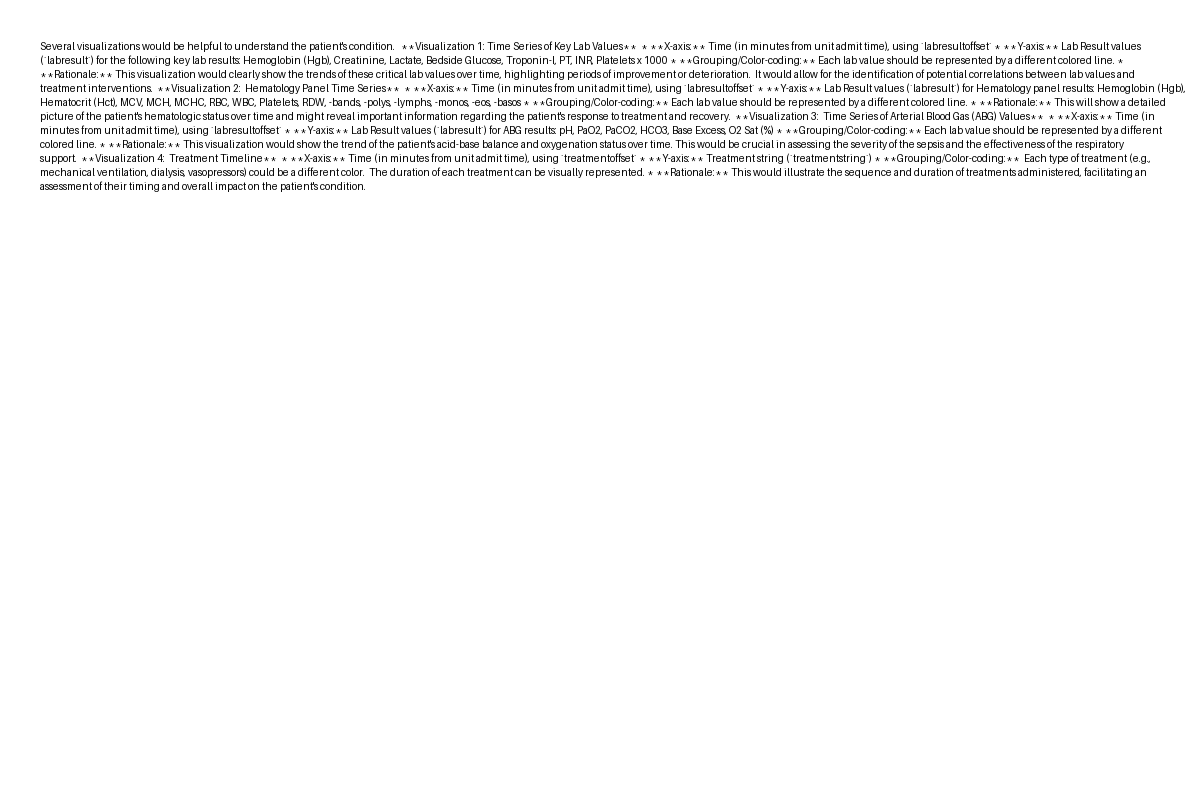 Several visualizations would be helpful to understand the patient's condition.   **Visualization 1: Time Series of Key Lab Values**  * **X-axis:** Time (in minutes from unit admit time), using `labresultoffset` * **Y-axis:** Lab Result values
(`labresult`) for the following key lab results: Hemoglobin (Hgb), Creatinine, Lactate, Bedside Glucose, Troponin-I, PT, INR, Platelets x 1000 * **Grouping/Color-coding:** Each lab value should be represented by a different colored line. *
**Rationale:** This visualization would clearly show the trends of these critical lab values over time, highlighting periods of improvement or deterioration.  It would allow for the identification of potential correlations between lab values and
treatment interventions.  **Visualization 2:  Hematology Panel Time Series**  * **X-axis:** Time (in minutes from unit admit time), using `labresultoffset` * **Y-axis:** Lab Result values (`labresult`) for Hematology panel results: Hemoglobin (Hgb),
Hematocrit (Hct), MCV, MCH, MCHC, RBC, WBC, Platelets, RDW, -bands, -polys, -lymphs, -monos, -eos, -basos * **Grouping/Color-coding:** Each lab value should be represented by a different colored line. * **Rationale:** This will show a detailed
picture of the patient's hematologic status over time and might reveal important information regarding the patient's response to treatment and recovery.  **Visualization 3:  Time Series of Arterial Blood Gas (ABG) Values**  * **X-axis:** Time (in
minutes from unit admit time), using `labresultoffset` * **Y-axis:** Lab Result values (`labresult`) for ABG results: pH, PaO2, PaCO2, HCO3, Base Excess, O2 Sat (%) * **Grouping/Color-coding:** Each lab value should be represented by a different
colored line. * **Rationale:** This visualization would show the trend of the patient's acid-base balance and oxygenation status over time. This would be crucial in assessing the severity of the sepsis and the effectiveness of the respiratory
support.  **Visualization 4:  Treatment Timeline**  * **X-axis:** Time (in minutes from unit admit time), using `treatmentoffset` * **Y-axis:** Treatment string (`treatmentstring`) * **Grouping/Color-coding:**  Each type of treatment (e.g.,
mechanical ventilation, dialysis, vasopressors) could be a different color.  The duration of each treatment can be visually represented. * **Rationale:** This would illustrate the sequence and duration of treatments administered, facilitating an
assessment of their timing and overall impact on the patient's condition.